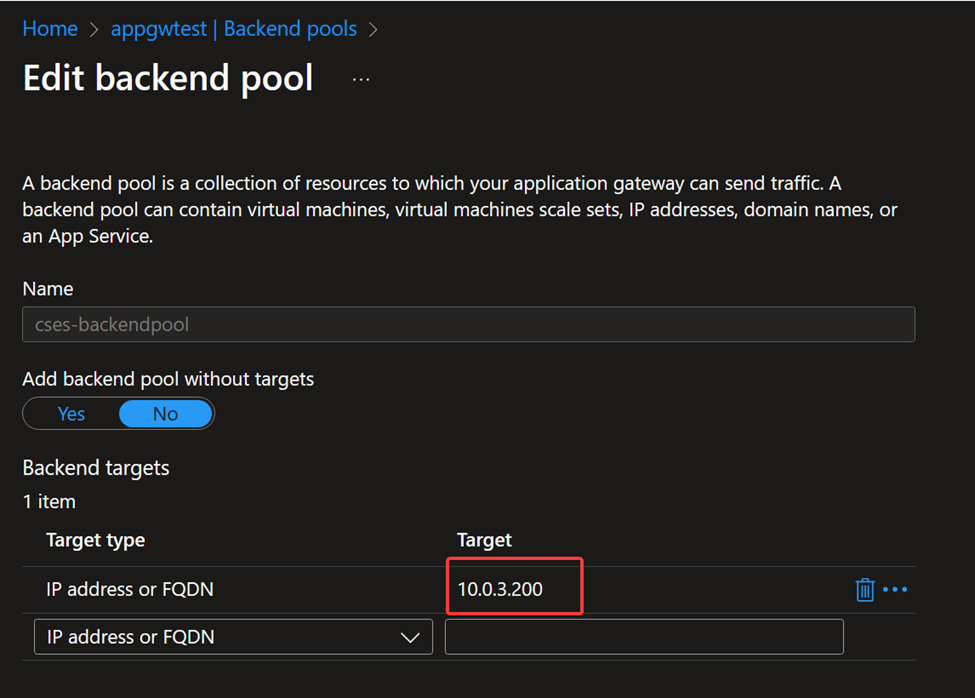 Home > appgwtest | Backend pools >
Edit backend pool ...
A backend pool is a collection of resources to which your application gateway can send traffic. A
backend pool can contain virtual machines, virtual machines scale sets, IP addresses, domain names, or
an App Service.
Name
cses-backendpool
Add backend pool without targets
Yes No
Backend targets
1 item
Target type Target
IP address or FQDN 10.0.3.200
IP address or FQDN